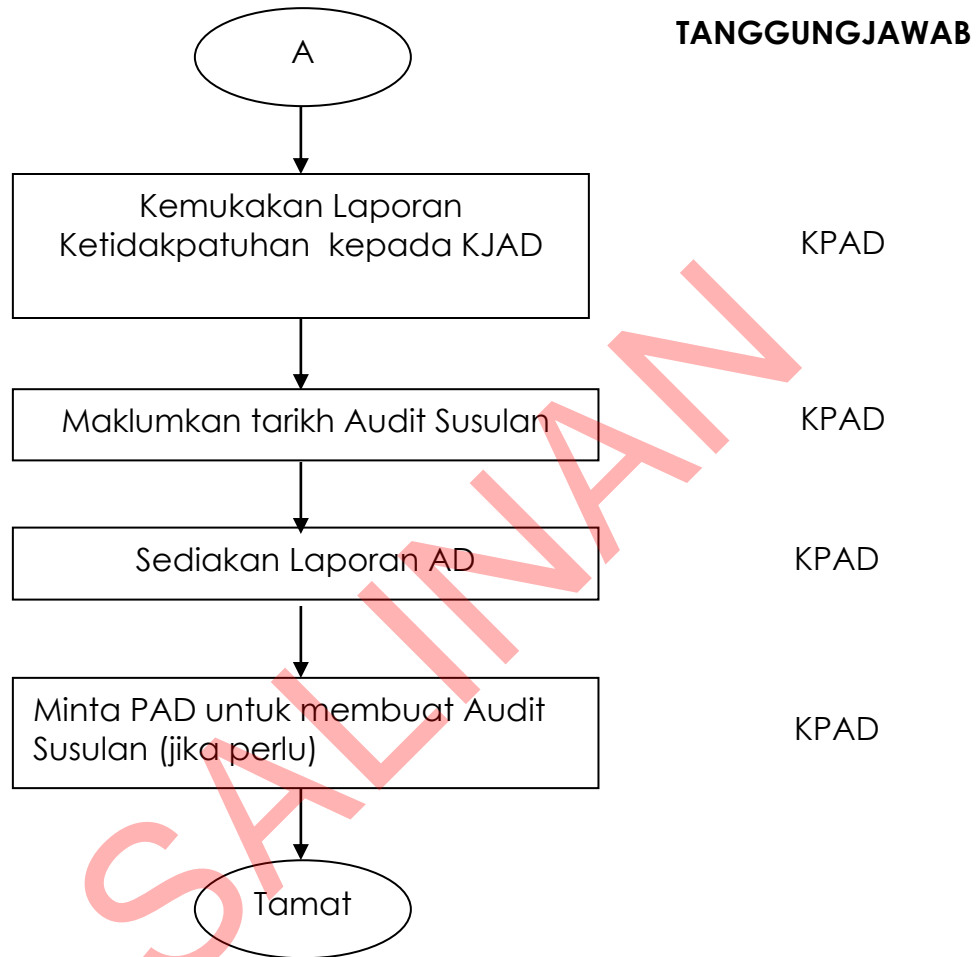 TANGGUNGJAWAB
A
Kemukakan Laporan
Ketidakpatuhan kepada KJAD
KPAD
Maklumkan tarikh Audit Susulan
KPAD
Sediakan Laporan AD
KPAD
Minta PAD untuk membuat Audit
Susulan (jika perlu)
KPAD
Tamat
SALINAN